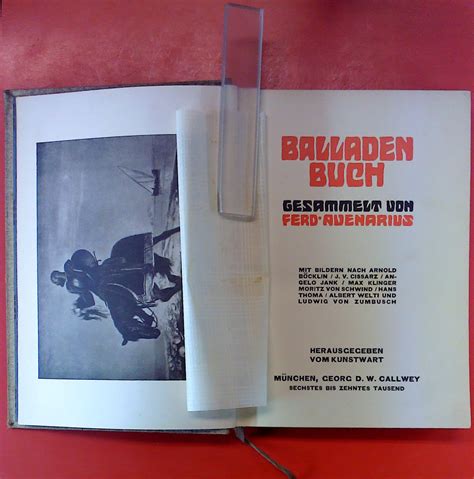 BALLADEN
BUCH
GESAMMELT VON
FERD*AVENARIUS
MIT BILDERN NACH ARNOLD
BÖCKLIN / J. V. CISSARZ / AN-
GELO JANK / MAX KLINGER
MORITZ VON SCHWIND / HANS
THOMA / ALBERT WELTI UND
LUDWIG VON ZUMBUSCH
HERAUSGEGEBEN
VOM KUNSTWART
MÜNCHEN, GEORG D. W. CALLWEY
SECHSTES BIS ZEHNTES TAUSEND